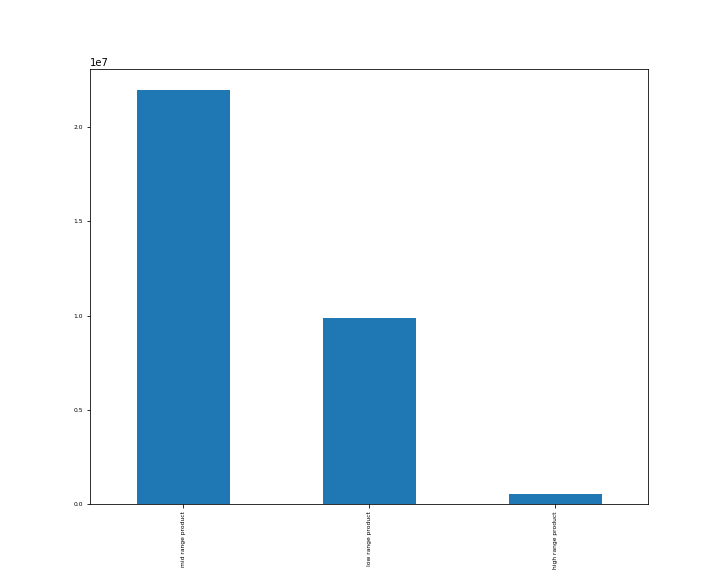 1e7
2.0
1.5
1.0
0.5
0.0
mid range product
low range product
high range product